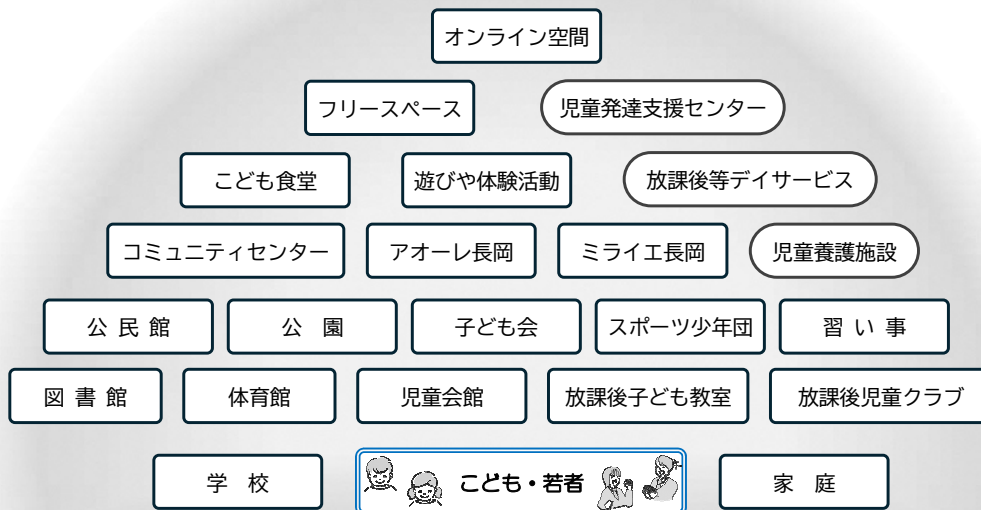 オンライン空間
フリースペース 児童発達支援センター
こども食堂 遊びや体験活動 放課後等デイサービス
コミュニティセンター アオーレ長岡 ミライエ長岡 児童養護施設
公民館 公園 子ども会 スポーツ少年団 習い事
図書館 体育館 児童会館 放課後子ども教室 放課後児童クラブ
学校 こども・若者 家庭